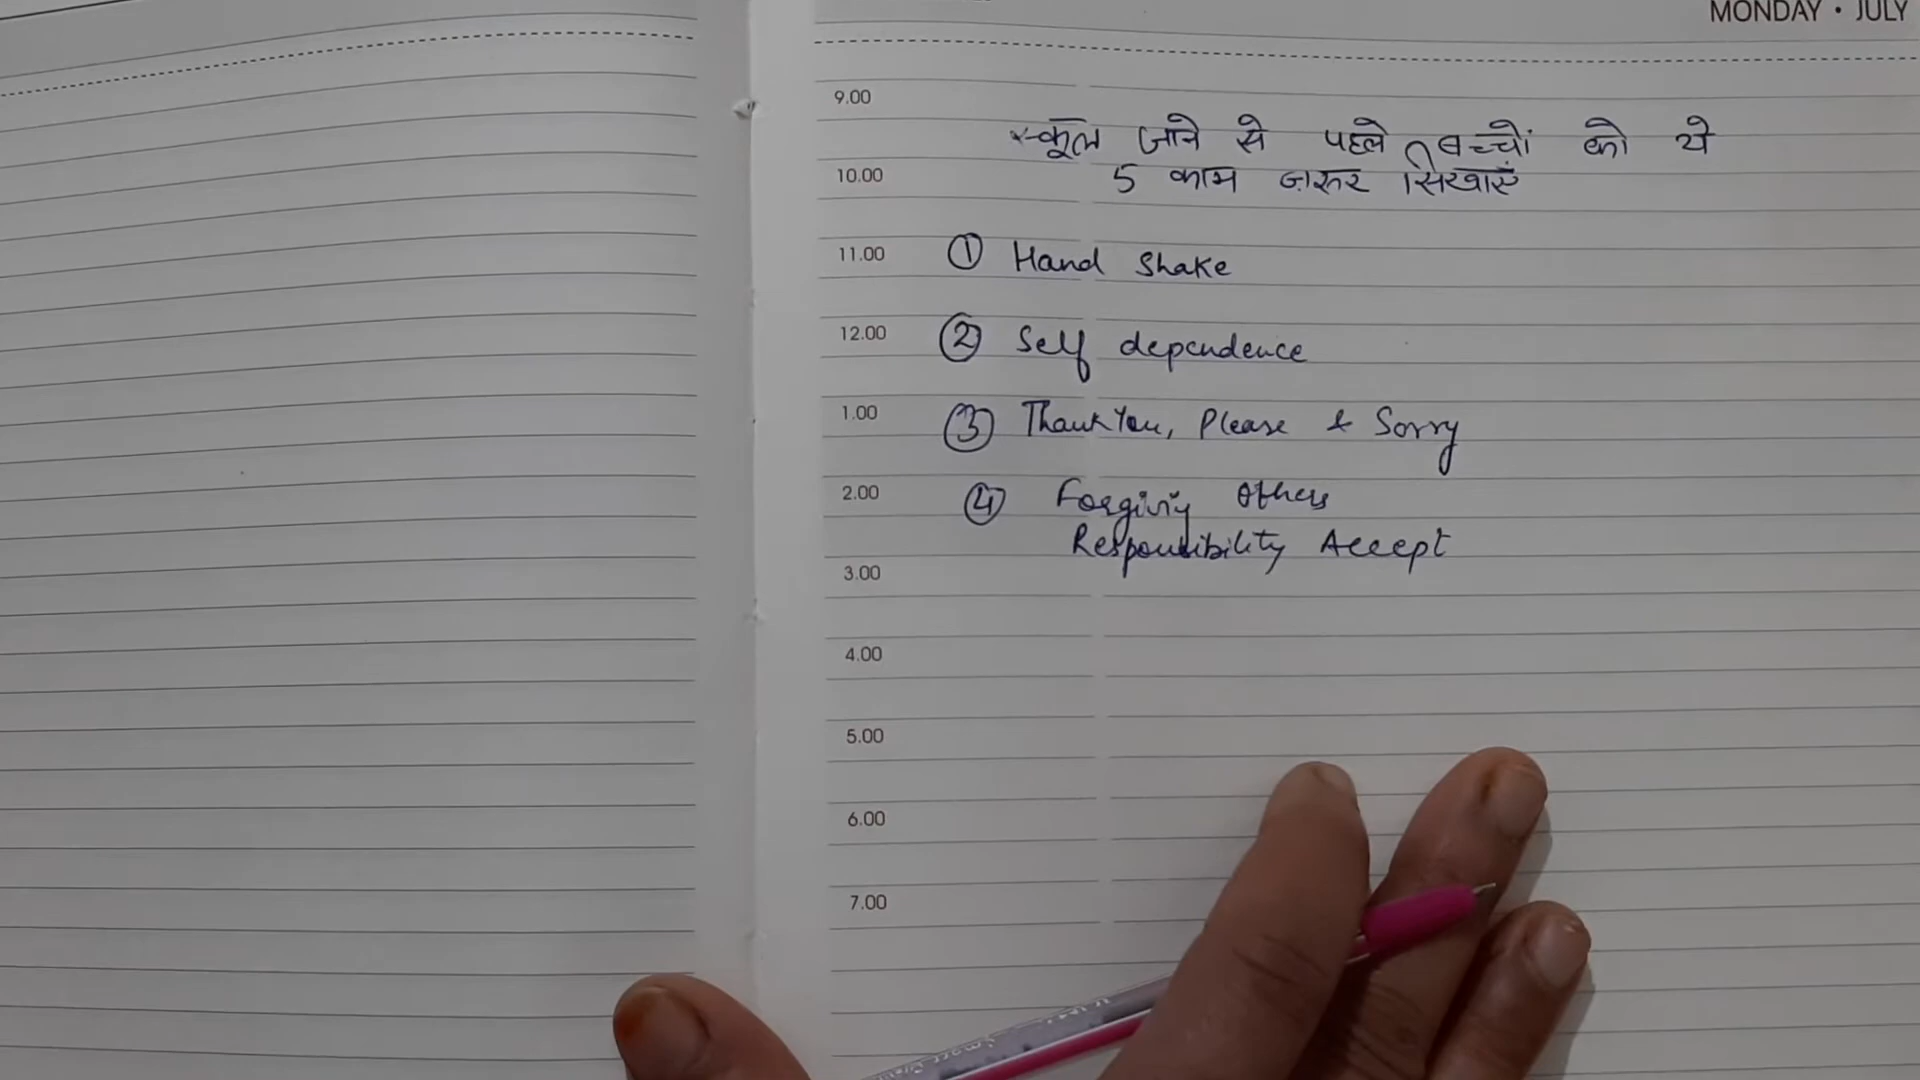 MONDAY • JULY
9.00
स्कूल जाने से पहले बच्चों को ये
10.00
5 काम ज़रूर सिखाएं
11.00
① Hand Shake
12.00
② Self dependence
1.00
③ Thank You, Please & Sorry
2.00
④ Forgiving Others
Responsibility Accept
3.00
4.00
5.00
6.00
7.00